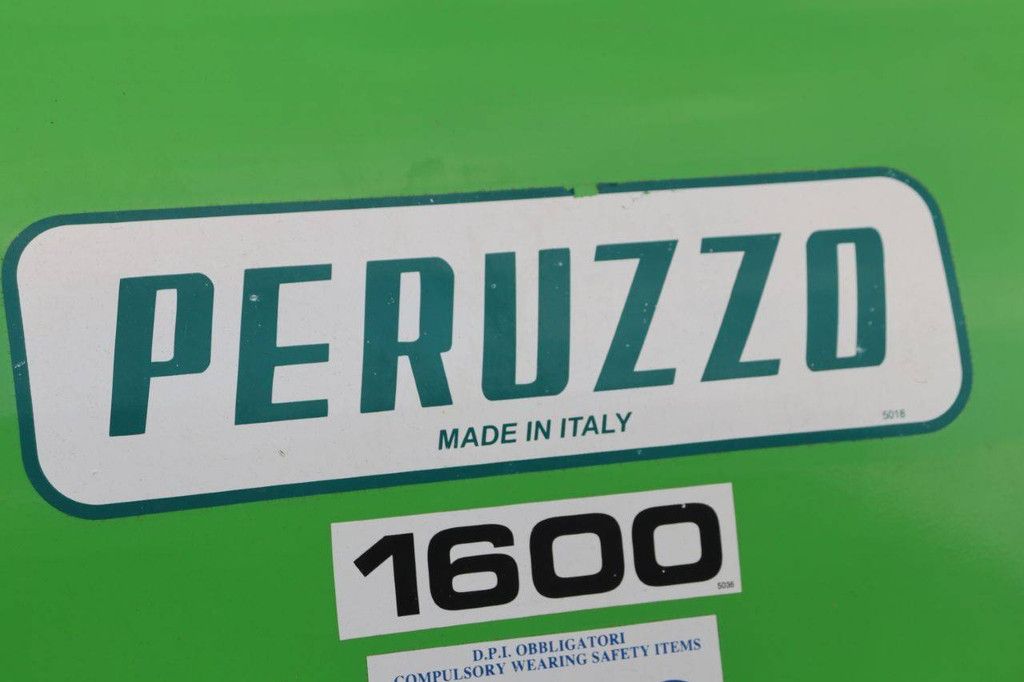 PERUZZO
MADE IN ITALY
5018
1600
5036
D.P.I. OBBLIGATORI
COMPULSORY WEARING SAFETY ITEMS